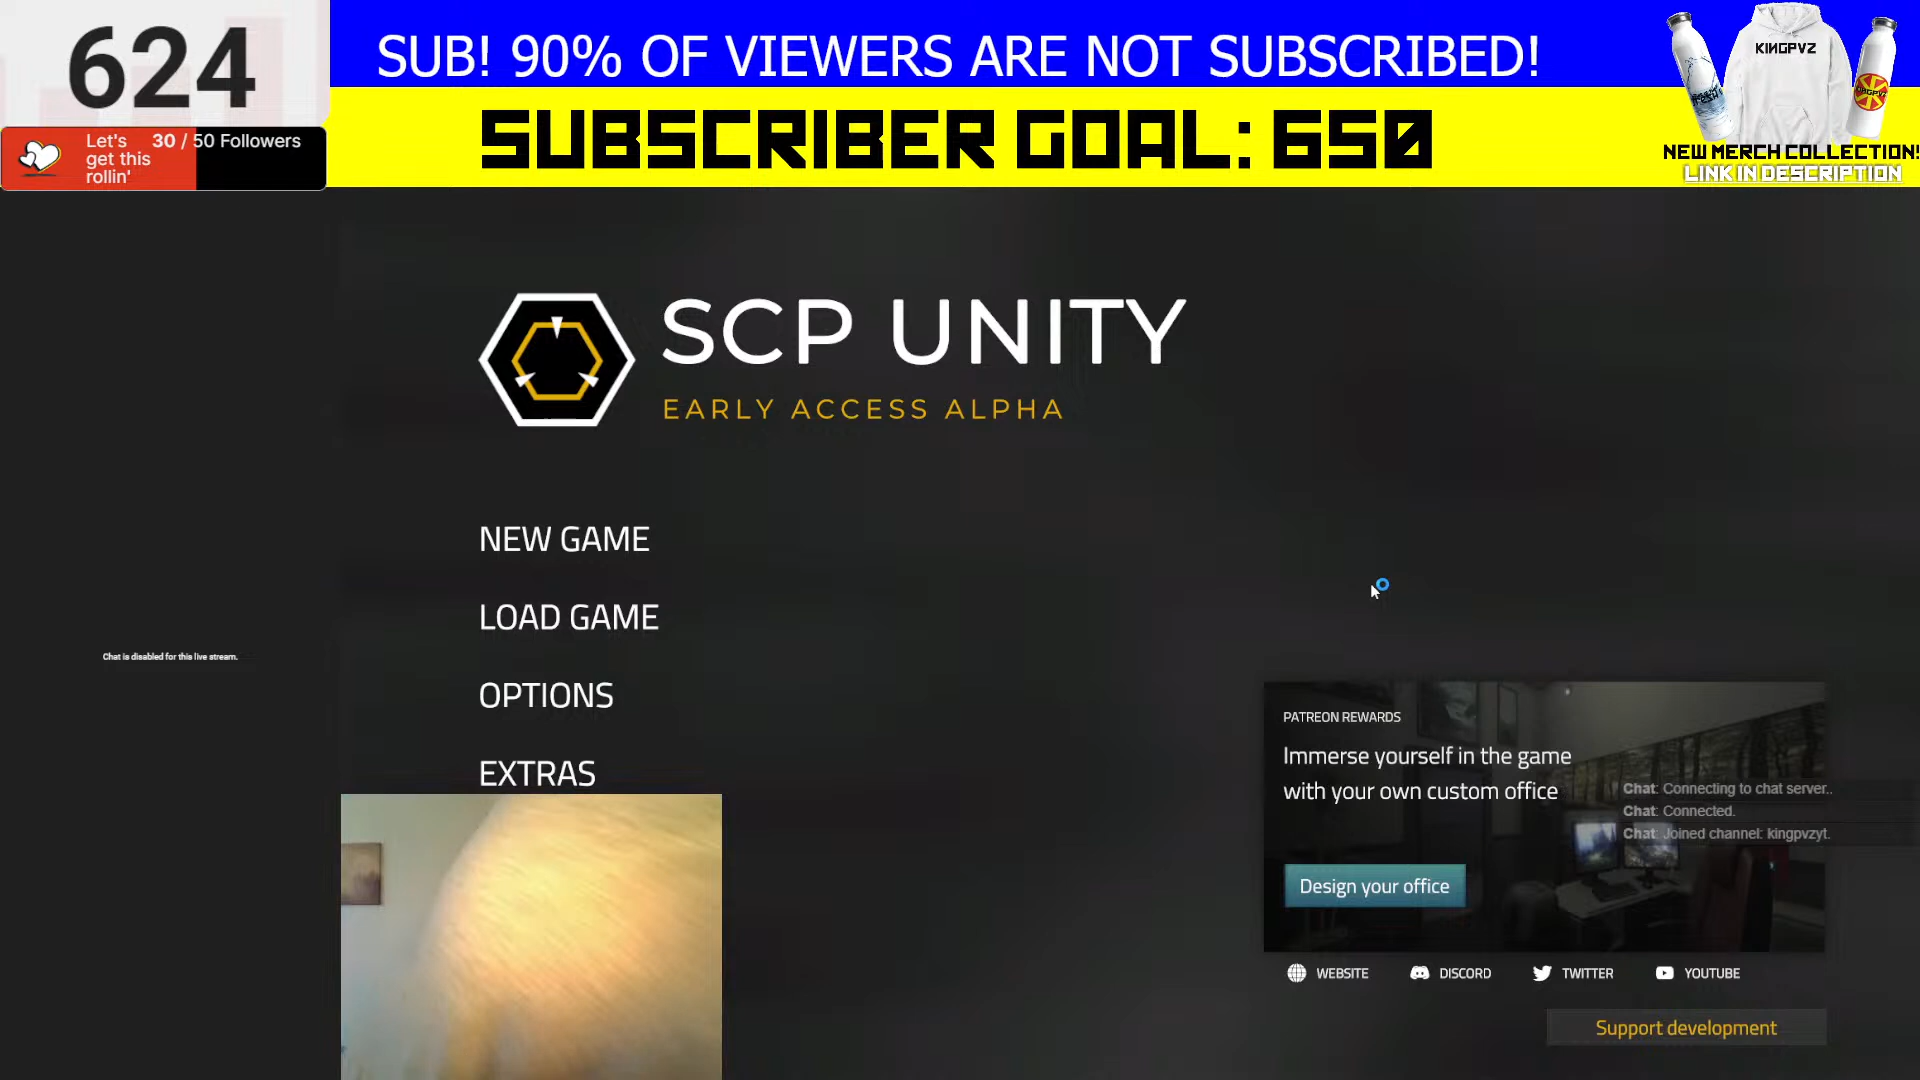 624
SUB! 90% OF VIEWERS ARE NOT SUBSCRIBED!
SUBSCRIBER GOAL: 650
Let's get this rollin'
30 / 50 Followers
KINGPVZ
NEW MERCH COLLECTION!
LINK IN DESCRIPTION
SCP UNITY
EARLY ACCESS ALPHA
NEW GAME
LOAD GAME
OPTIONS
EXTRAS
Chat is disabled for this live stream.
PATREON REWARDS
Immerse yourself in the game
with your own custom office
Design your office
Chat: Connecting to chat server..
Chat: Connected.
Chat: Joined channel: kingpvzyt.
WEBSITE
DISCORD
TWITTER
YOUTUBE
Support development